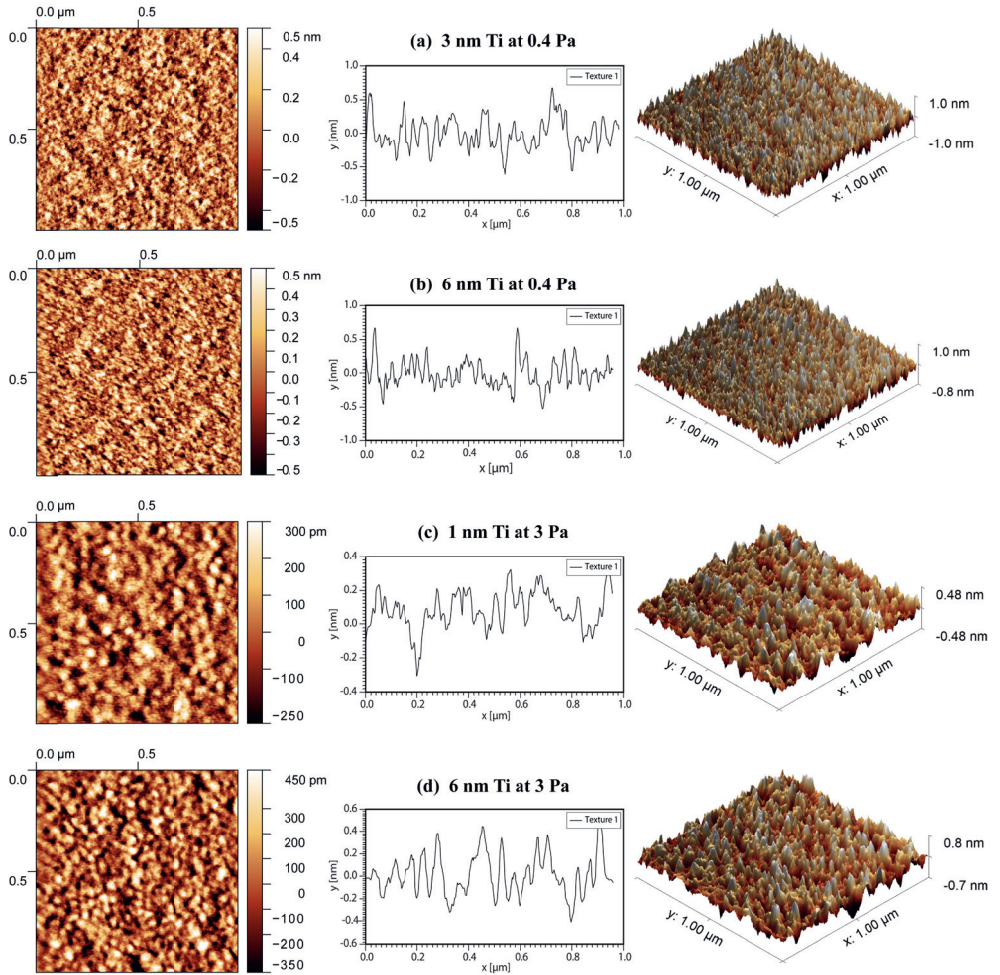 0.0 µm 0.5
0.0
0.5
0.5 nm
0.4
0.2
0.0
−0.2
−0.5
(a) 3 nm Ti at 0.4 Pa
Texture 1
1.0
0.5
0.0
-0.5
-1.0
y [nm]
0.0 0.2 0.4 0.6 0.8 1.0
x [µm]
1.0 nm
-1.0 nm
y: 1.00 µm
x: 1.00 µm
0.0 µm 0.5
0.0
0.5
0.5 nm
0.4
0.3
0.2
0.1
0.0
−0.1
−0.2
−0.3
−0.5
(b) 6 nm Ti at 0.4 Pa
Texture 1
1.0
0.5
0.0
-0.5
-1.0
y [nm]
0.0 0.2 0.4 0.6 0.8 1.0
x [µm]
1.0 nm
-0.8 nm
y: 1.00 µm
x: 1.00 µm
0.0 µm 0.5
0.0
0.5
300 pm
200
100
0
−100
−250
(c) 1 nm Ti at 3 Pa
Texture 1
0.4
0.2
0.0
-0.2
-0.4
y [nm]
0.0 0.2 0.4 0.6 0.8 1.0
x [µm]
0.48 nm
-0.48 nm
y: 1.00 µm
x: 1.00 µm
0.0 µm 0.5
0.0
0.5
450 pm
300
200
100
0
−100
−200
−350
(d) 6 nm Ti at 3 Pa
Texture 1
0.6
0.4
0.2
0.0
-0.2
-0.4
-0.6
y [nm]
0.0 0.2 0.4 0.6 0.8 1.0
x [µm]
0.8 nm
-0.7 nm
y: 1.00 µm
x: 1.00 µm